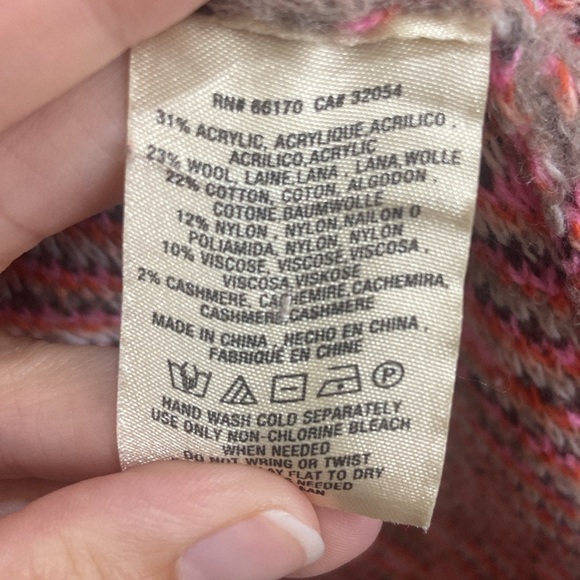 RN# 66170 CA# 32054
31% ACRYLIC, ACRYLIQUE,ACRILICO ,
ACRILICO,ACRYLIC
23% WOOL, LAINE,LANA , LANA,WOLLE
22% COTTON, COTON, ALGODON ,
COTONE,BAUMWOLLE
12% NYLON , NYLON,NAILON O
POLIAMIDA, NYLON, NYLON
10% VISCOSE, VISCOSE,VISCOSA ,
VISCOSA,VISKOSE
2% CASHMERE, CACHEMIRE,CACHEMIRA,
CASHMERE,CASHMERE
MADE IN CHINA , HECHO EN CHINA ,
FABRIQUÉ EN CHINE
P
HAND WASH COLD SEPARATELY
USE ONLY NON-CHLORINE BLEACH
WHEN NEEDED
DO NOT WRING OR TWIST
FLAT TO DRY
NEEDED